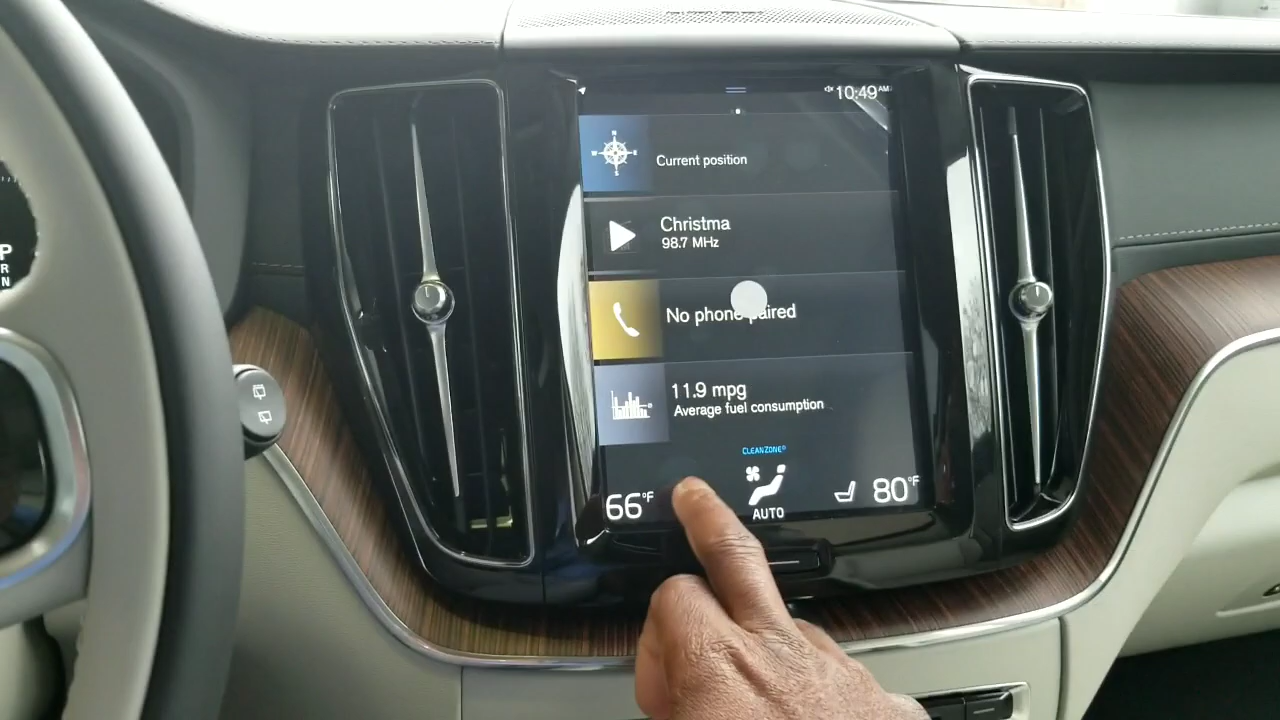 10:49AM
Current position
Christma
98.7 MHz
No phone paired
11.9 mpg
Average fuel consumption
CLEANZONE®
66°F
80°F
AUTO
P
R
N